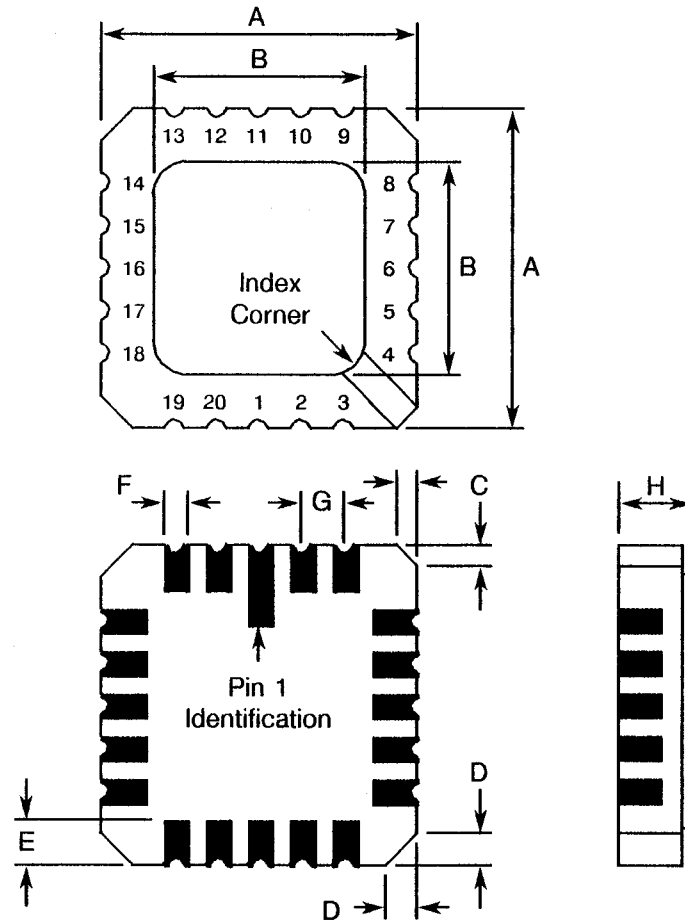 A
B
13 12 11 10 9
14 8
15 7
16 6
17 5
18 4
B
A
Index
Corner
19 20 1 2 3
F
G
C
H
Pin 1
Identification
E
D
D